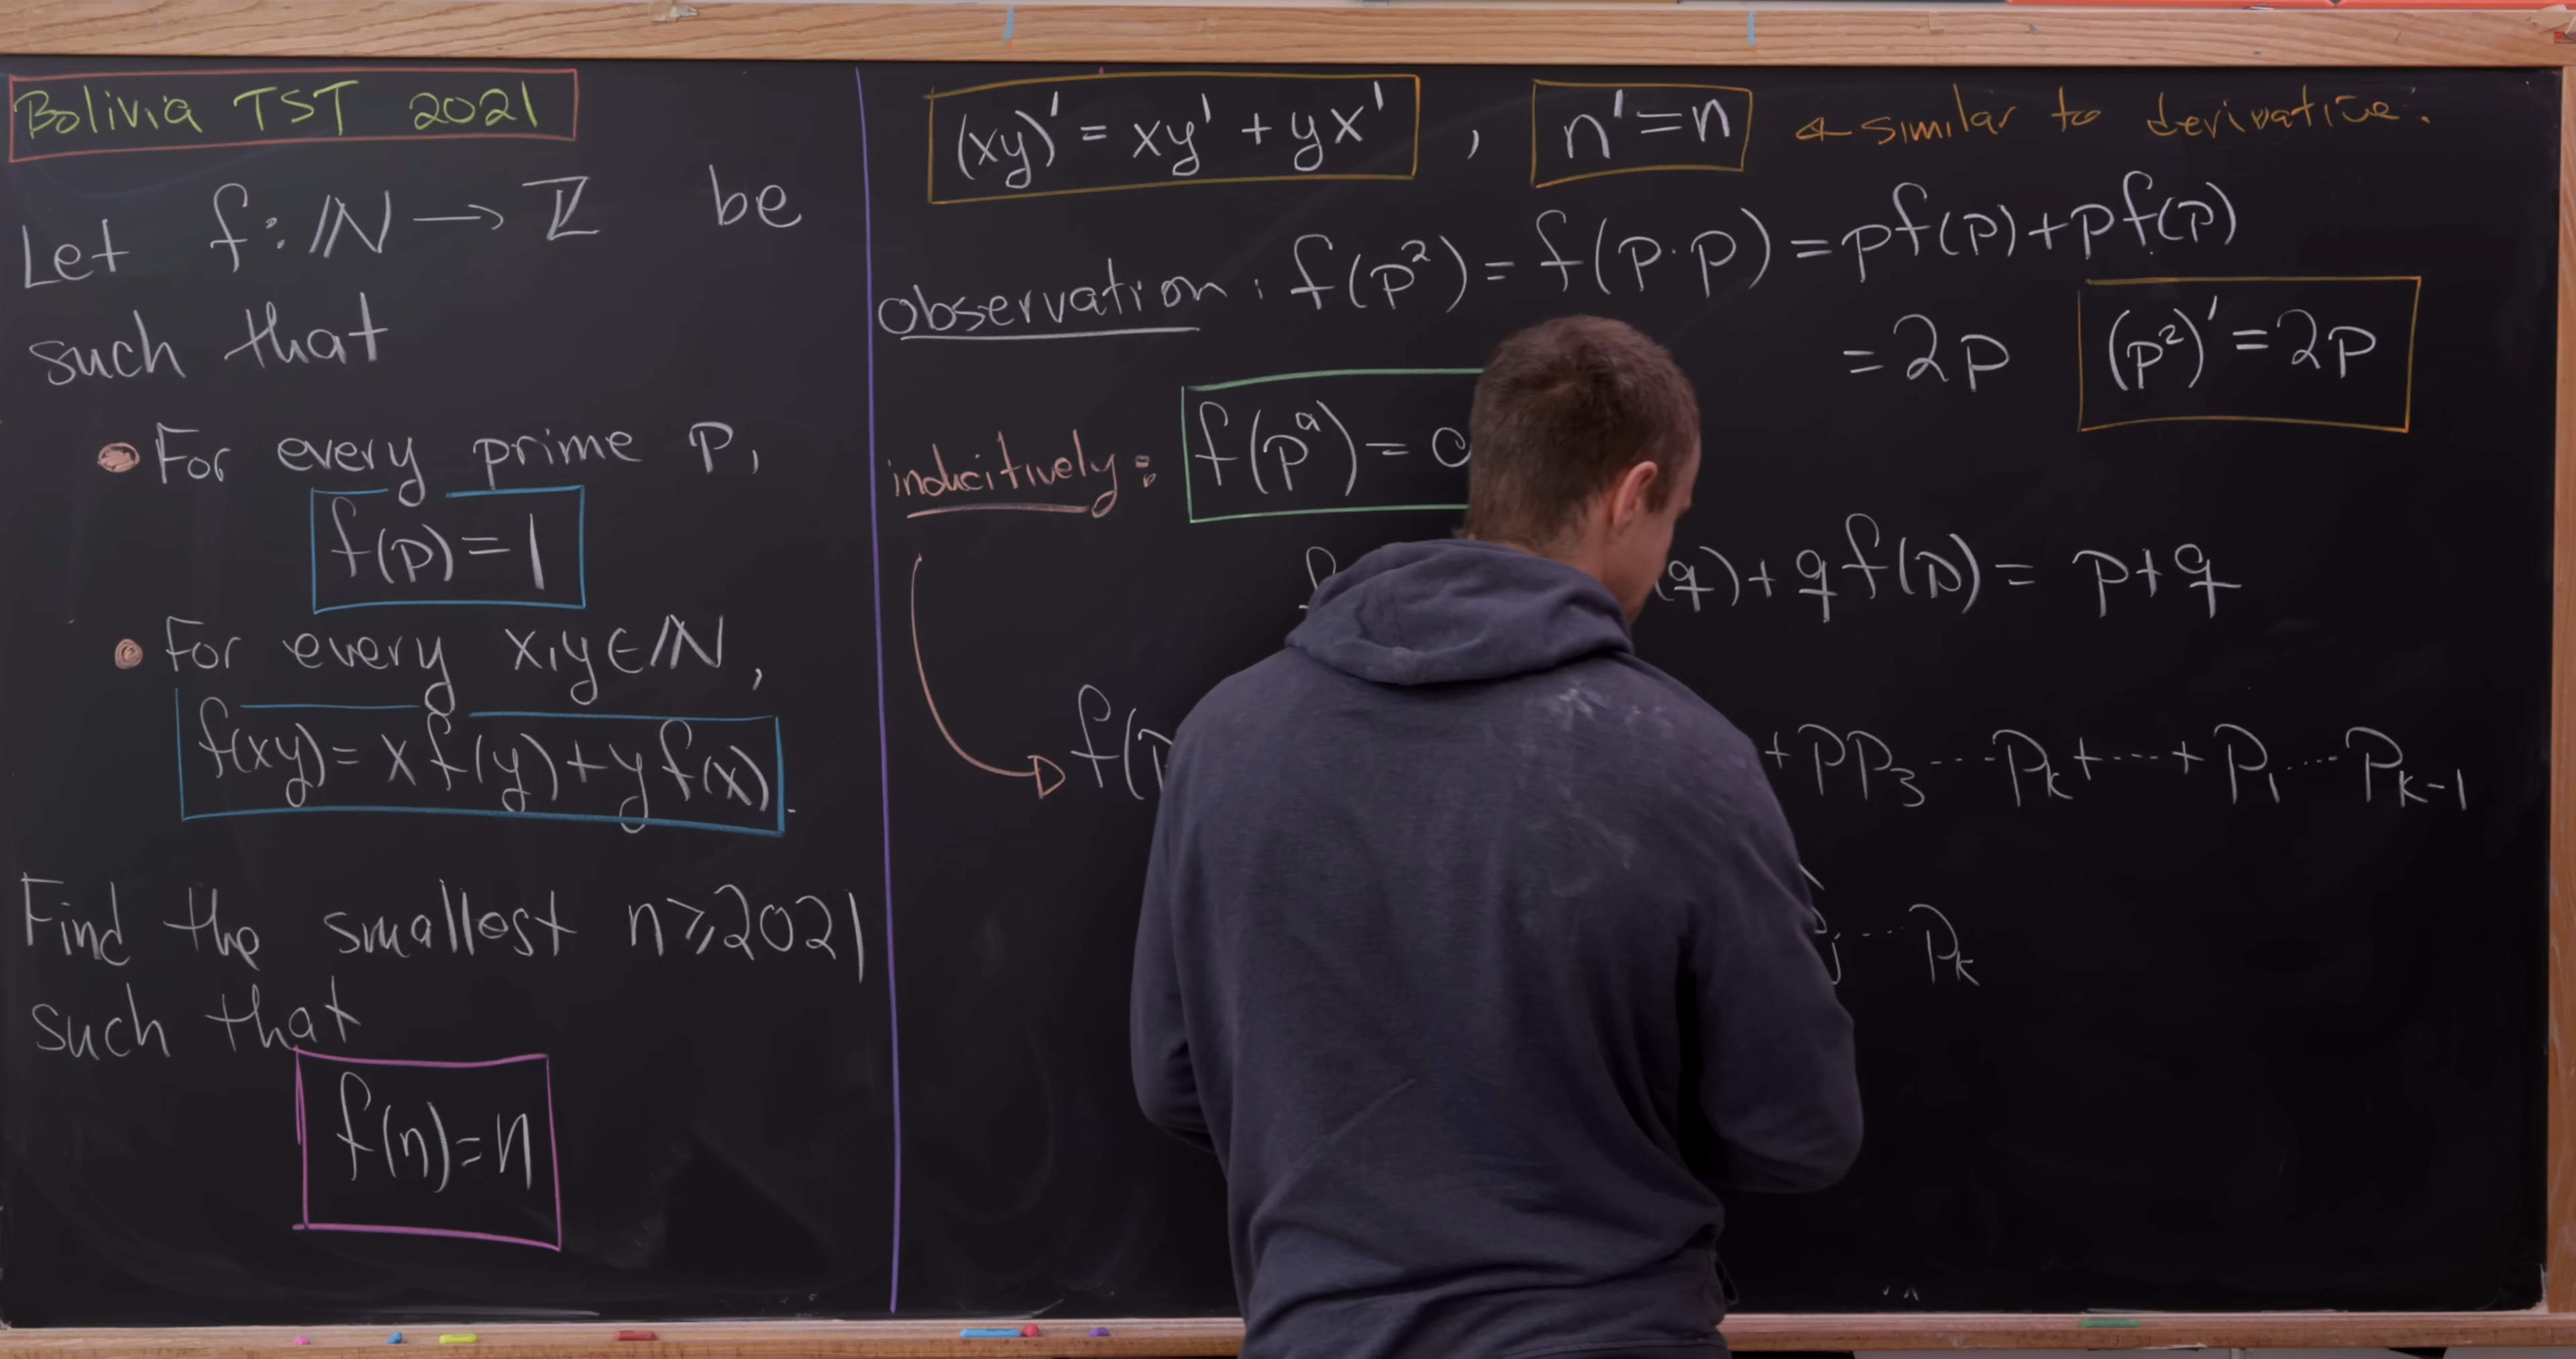 Bolivia TST 2021
Let f: ℕ → ℤ be
such that
• For every prime p,
f(p)=1
• For every x,y∈ℕ,
f(xy)= x f(y)+y f(x).
Find the smallest n⩾2021
such that
f(n)=n
(xy)' = xy' + yx' , n'=n ← similar to derivative.
observation: f(p²)= f(p·p) = pf(p)+pf(p)
= 2p (p²)' = 2p
indicitively: f(pᵃ)=
(q)+ q f(p)= p+q
f(
+ pp₃····pₖ+····+ p₁····pₖ₋₁
····pₖ